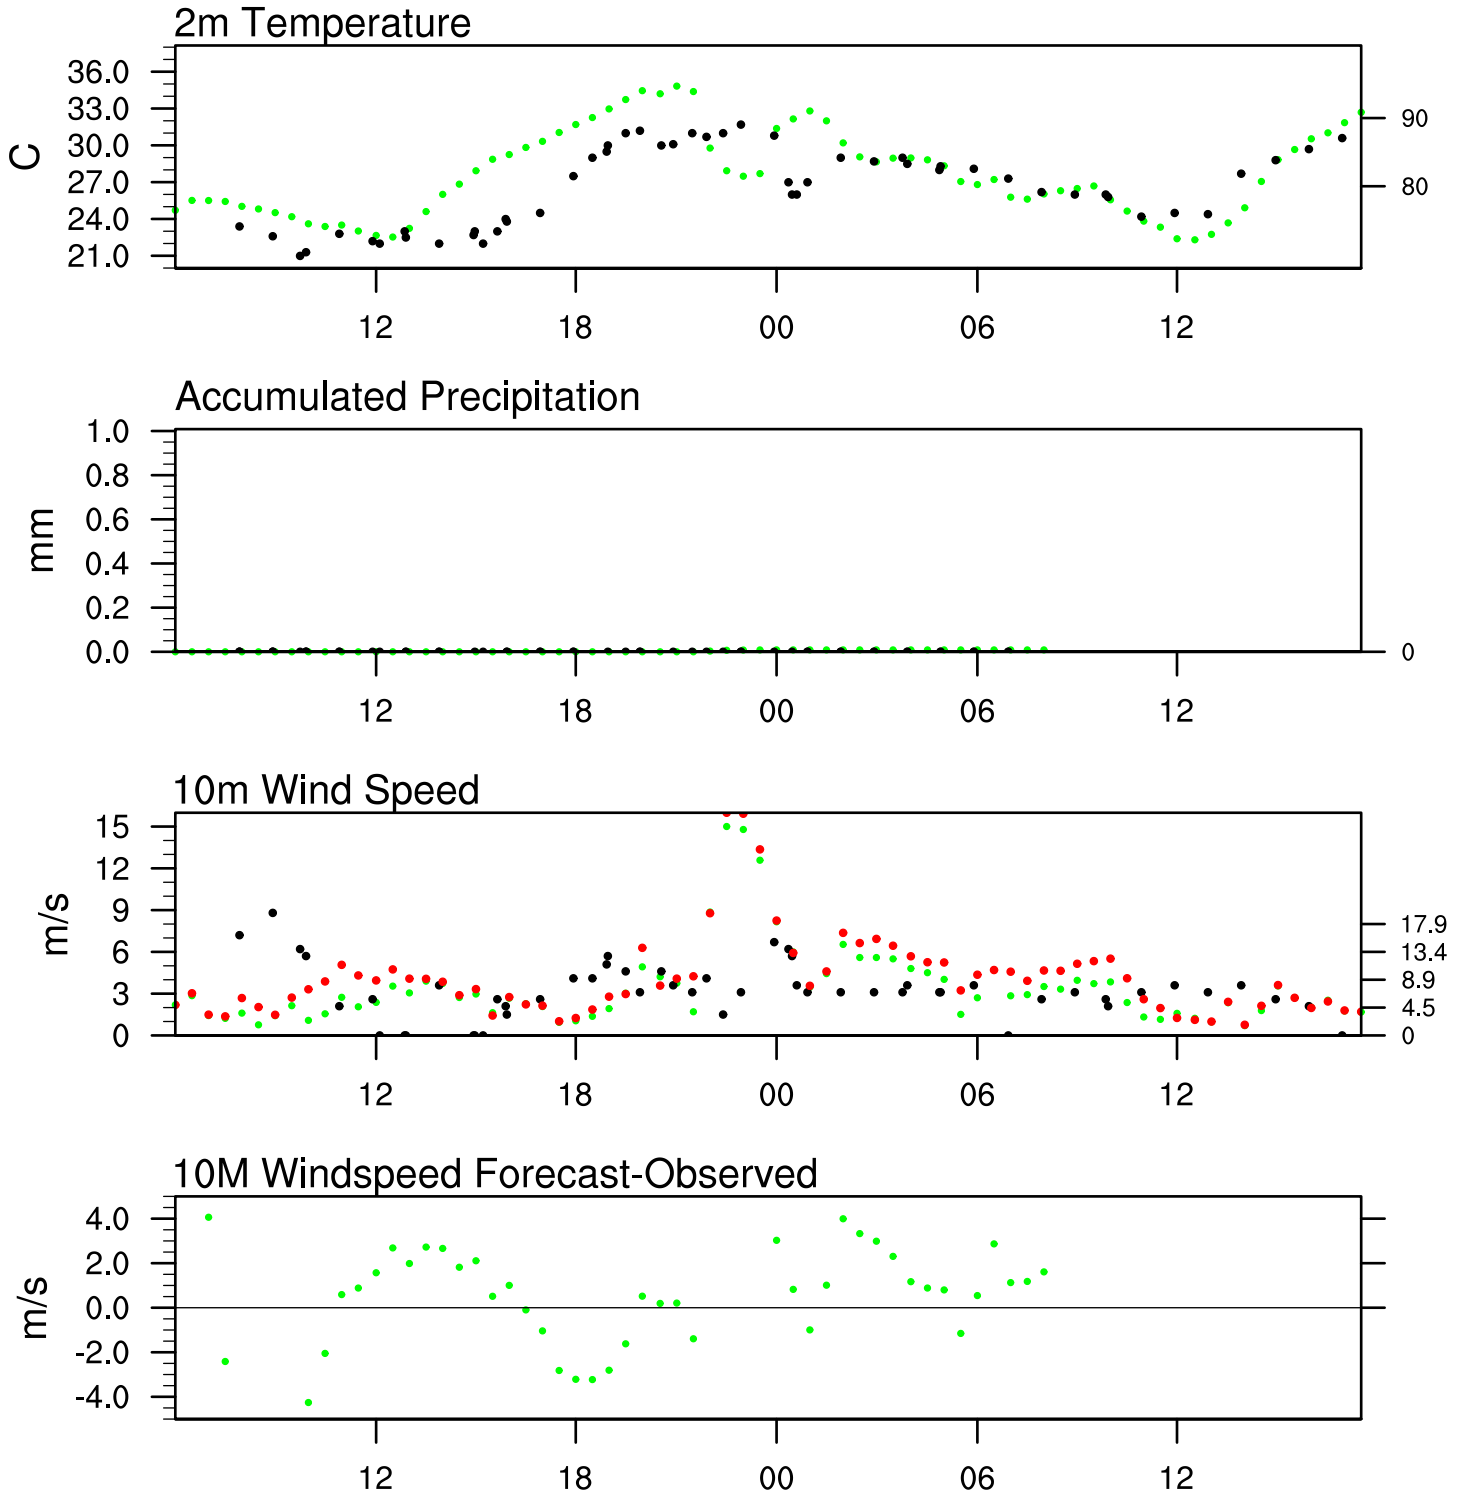 2m Temperature
36.0
33.0
30.0
27.0
24.0
21.0
C
90
80
12 18 00 06 12
Accumulated Precipitation
1.0
0.8
0.6
0.4
0.2
0.0
mm
0
12 18 00 06 12
10m Wind Speed
15
12
9
6
3
0
m/s
17.9
13.4
8.9
4.5
0
12 18 00 06 12
10M Windspeed Forecast-Observed
4.0
2.0
0.0
-2.0
-4.0
m/s
12 18 00 06 12